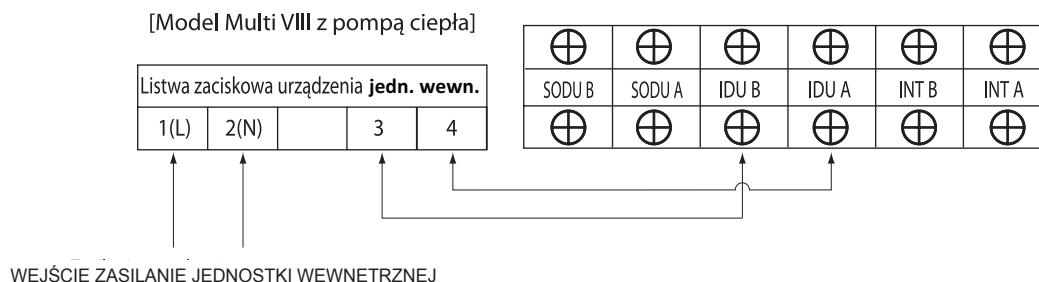 [Model Multi VIII z pompą ciepła]
Listwa zaciskowa urządzenia jedn. wewn.
1(L) 2(N) 3 4
SODU B SODU A IDU B IDU A INT B INT A
WEJŚCIE ZASILANIE JEDNOSTKI WEWNETRZNEJ